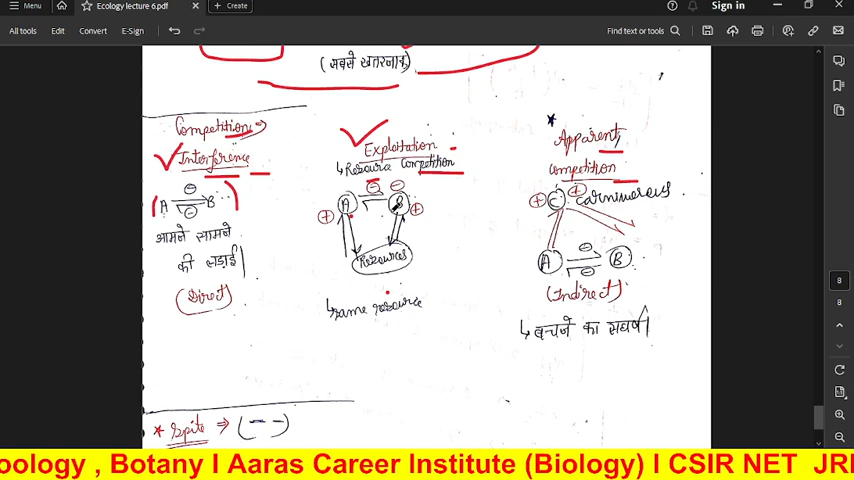 Menu
Ecology lecture 6.pdf
Create
Sign in
All tools
Edit
Convert
E-Sign
Find text or tools
(सबसे खतरनाक)
Competition ⇒
Interference
A ⇌ B
आमने सामने
की लड़ाई।
(Direct)
Exploitation
↳ Resource Competition
A
B
Resources
↳ same resource
* Apparent
competition
C Carnivorous
A
B
(Indirect)
↳ बचने का संघर्ष।
8
8
* Spite ⇒ (- -)
oology , Botany I Aaras Career Institute (Biology) I CSIR NET JRF